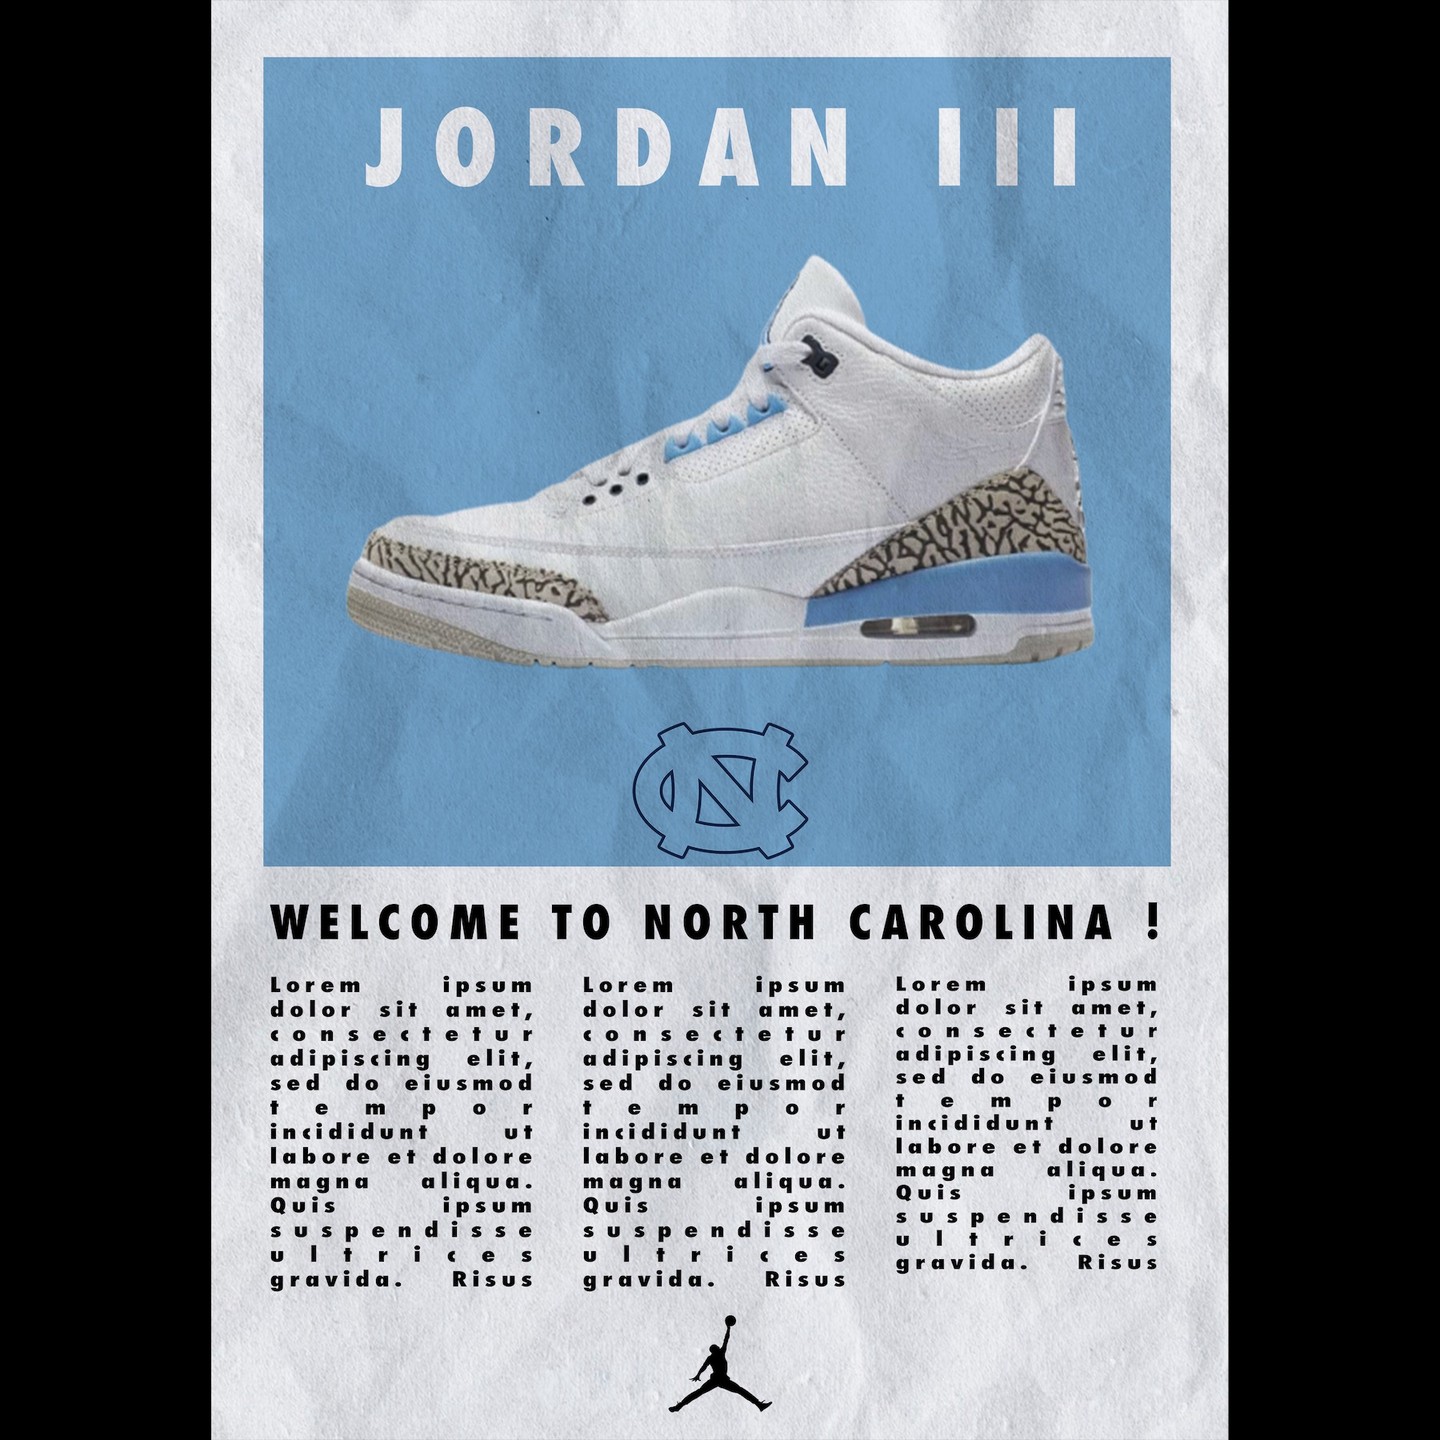 JORDAN III
NC
WELCOME TO NORTH CAROLINA !
Lorem ipsum
dolor sit amet,
consectetur
adipiscing elit,
sed do eiusmod
tempor
incididunt ut
labore et dolore
magna aliqua.
Quis ipsum
suspendisse
ultrices
gravida. Risus
Lorem ipsum
dolor sit amet,
consectetur
adipiscing elit,
sed do eiusmod
tempor
incididunt ut
labore et dolore
magna aliqua.
Quis ipsum
suspendisse
ultrices
gravida. Risus
Lorem ipsum
dolor sit amet,
consectetur
adipiscing elit,
sed do eiusmod
tempor
incididunt ut
labore et dolore
magna aliqua.
Quis ipsum
suspendisse
ultrices
gravida. Risus